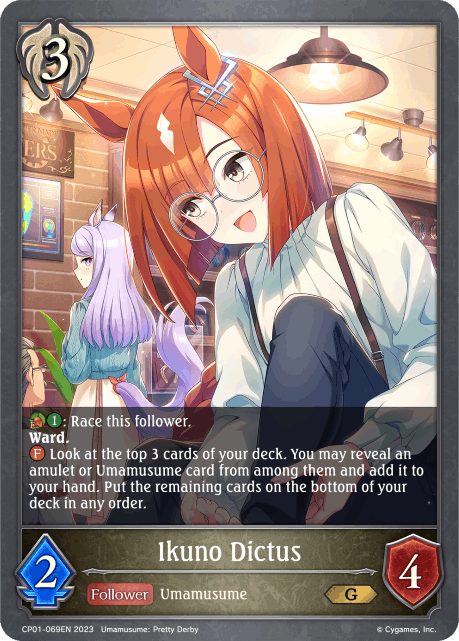 3
1 : Race this follower.
Ward.
F Look at the top 3 cards of your deck. You may reveal an
amulet or Umamusume card from among them and add it to
your hand. Put the remaining cards on the bottom of your
deck in any order.
Ikuno Dictus
2
Follower Umamusume
G
4
CP01-069EN 2023 Umamusume: Pretty Derby
© Cygames, Inc.